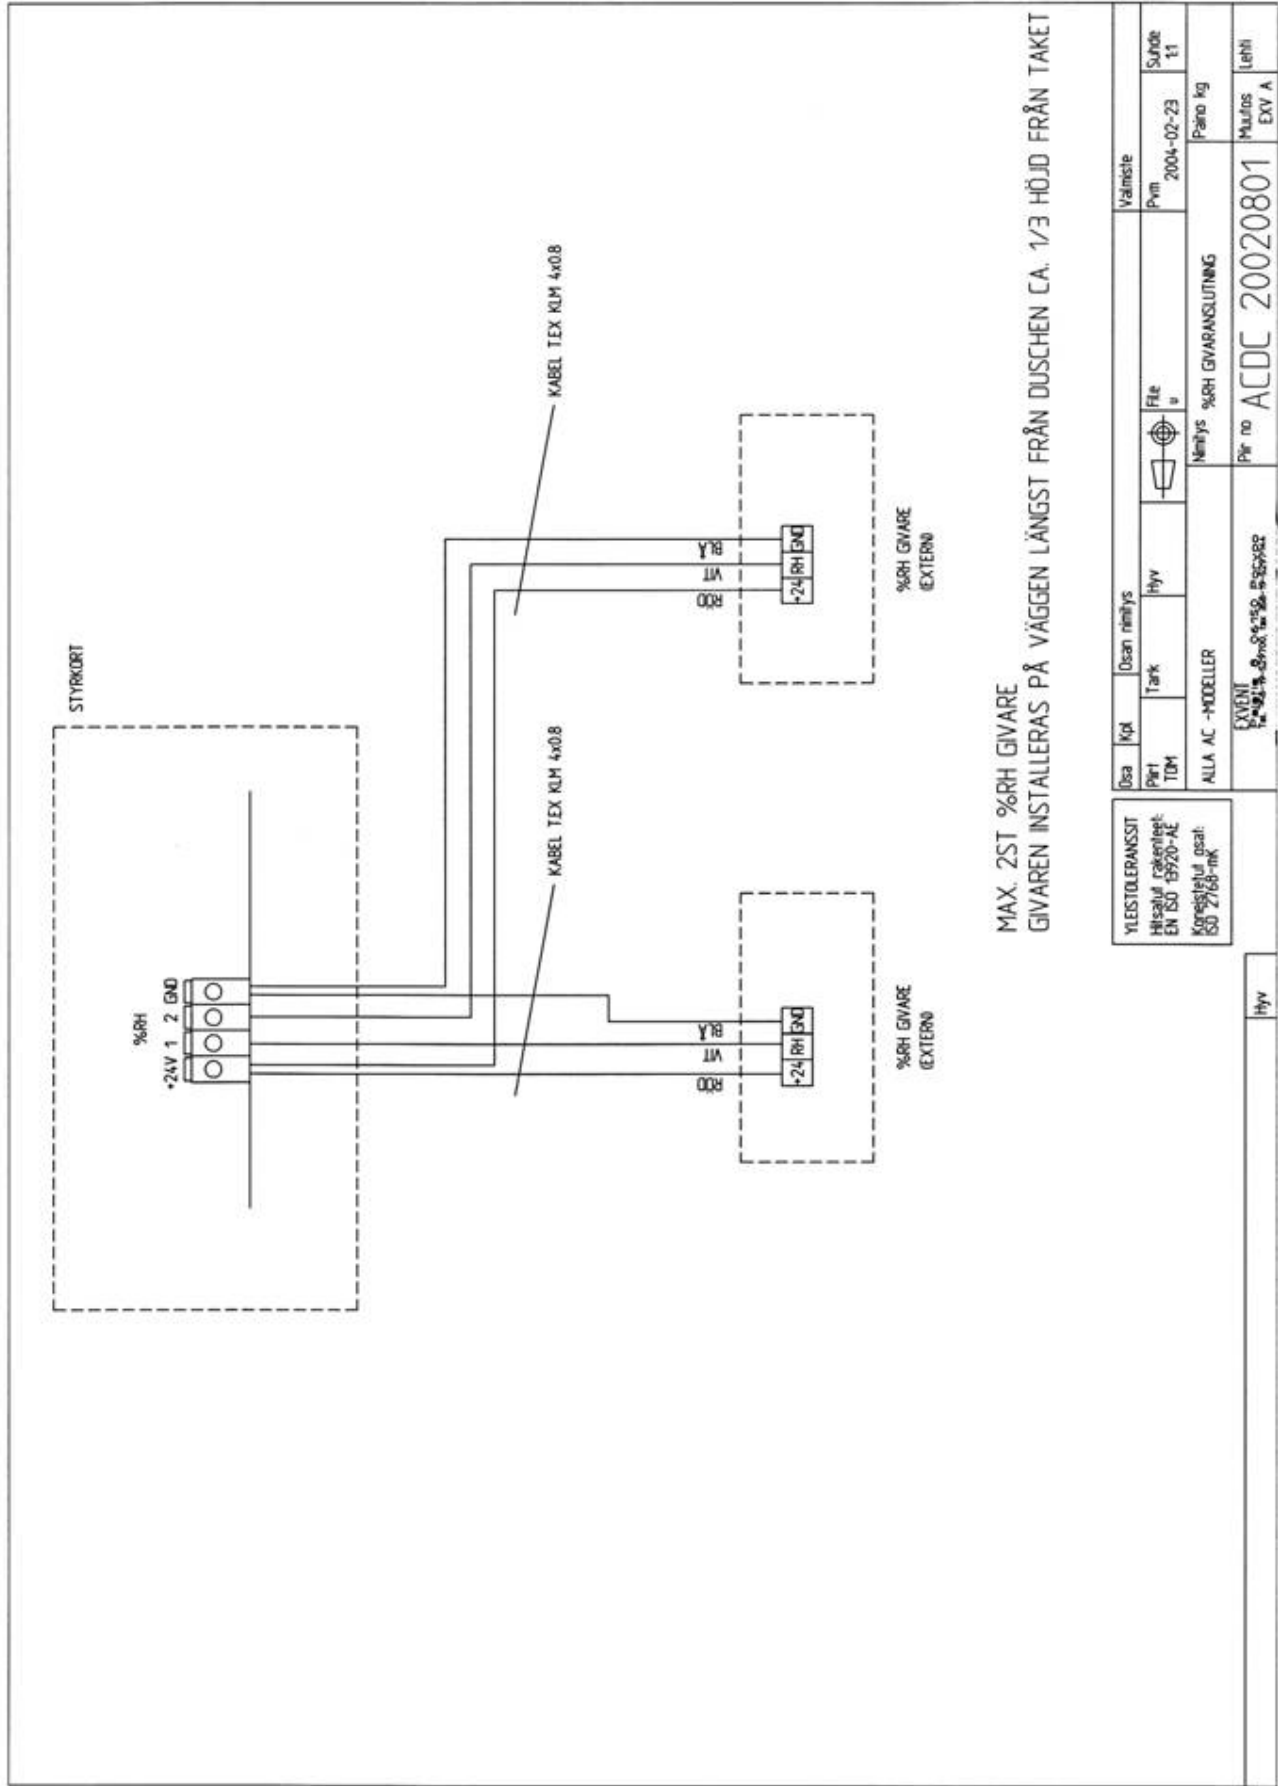 STYRKORT
%RH
+24V 1 2 GND
KABEL T.EX KLM 4x0.8
KABEL T.EX KLM 4x0.8
RÖD
VIT
BLÅ
+24 RH GND
%RH GIVARE
(EXTERN)
RÖD
VIT
BLÅ
+24 RH GND
%RH GIVARE
(EXTERN)
MAX. 2ST %RH GIVARE
GIVAREN INSTALLERAS PÅ VÄGGEN LÄNGST FRÅN DUSCHEN CA. 1/3 HÖJD FRÅN TAKET
YLEISTOLERANSSIT
Hitsatut rakenteet:
EN ISO 13920-AE
Koneistetut osat:
ISO 2768-mK
Osa Kpl Osan nimitys Valmiste
Piirt Tark Hyv File Pvm Suhde
TOM u 2004-02-23 1:1
ALLA AC -MODELLER
Nimitys %RH GIVARANSLUTNING Paino kg
EXVENT
Piir no ACDC 20020801 Muutos Lehti
EXV A
Hyv